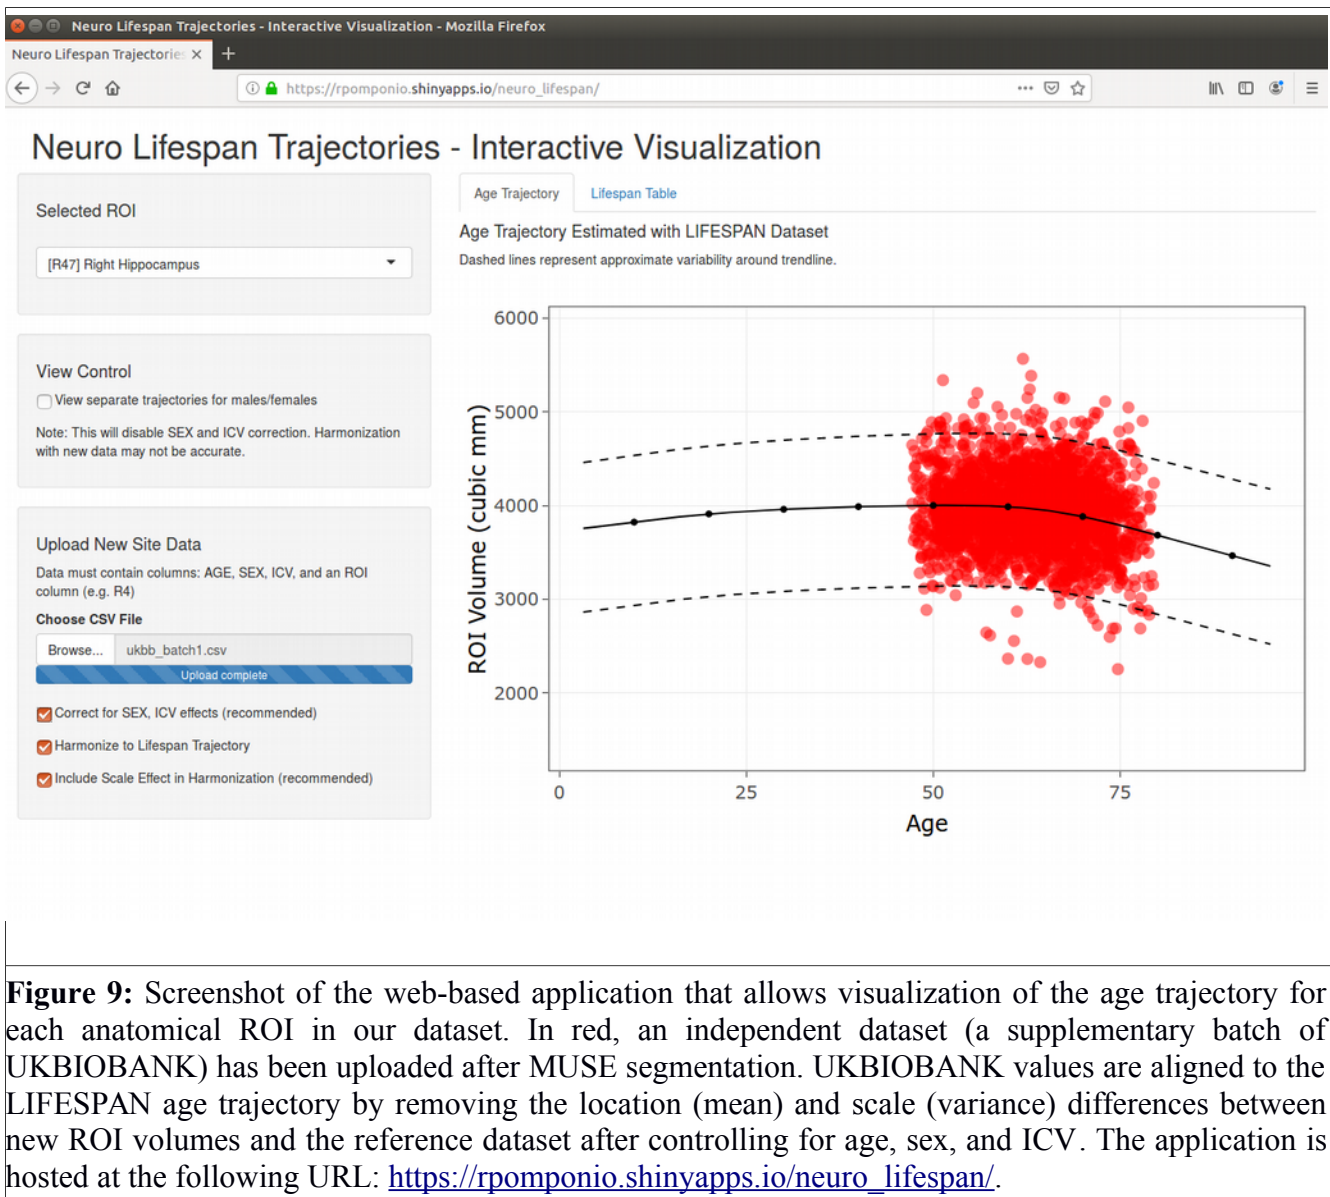 Neuro Lifespan Trajectories - Interactive Visualization - Mozilla Firefox
Neuro Lifespan Trajectories
https://rpomponio.shinyapps.io/neuro_lifespan/
Neuro Lifespan Trajectories - Interactive Visualization
Selected ROI
[R47] Right Hippocampus
View Control
View separate trajectories for males/females
Note: This will disable SEX and ICV correction. Harmonization
with new data may not be accurate.
Upload New Site Data
Data must contain columns: AGE, SEX, ICV, and an ROI
column (e.g. R4)
Choose CSV File
Browse... ukbb_batch1.csv
Upload complete
Correct for SEX, ICV effects (recommended)
Harmonize to Lifespan Trajectory
Include Scale Effect in Harmonization (recommended)
Age Trajectory Lifespan Table
Age Trajectory Estimated with LIFESPAN Dataset
Dashed lines represent approximate variability around trendline.
ROI Volume (cubic mm)
6000
5000
4000
3000
2000
0 25 50 75
Age
Figure 9: Screenshot of the web-based application that allows visualization of the age trajectory for
each anatomical ROI in our dataset. In red, an independent dataset (a supplementary batch of
UKBIOBANK) has been uploaded after MUSE segmentation. UKBIOBANK values are aligned to the
LIFESPAN age trajectory by removing the location (mean) and scale (variance) differences between
new ROI volumes and the reference dataset after controlling for age, sex, and ICV. The application is
hosted at the following URL: https://rpomponio.shinyapps.io/neuro_lifespan/.